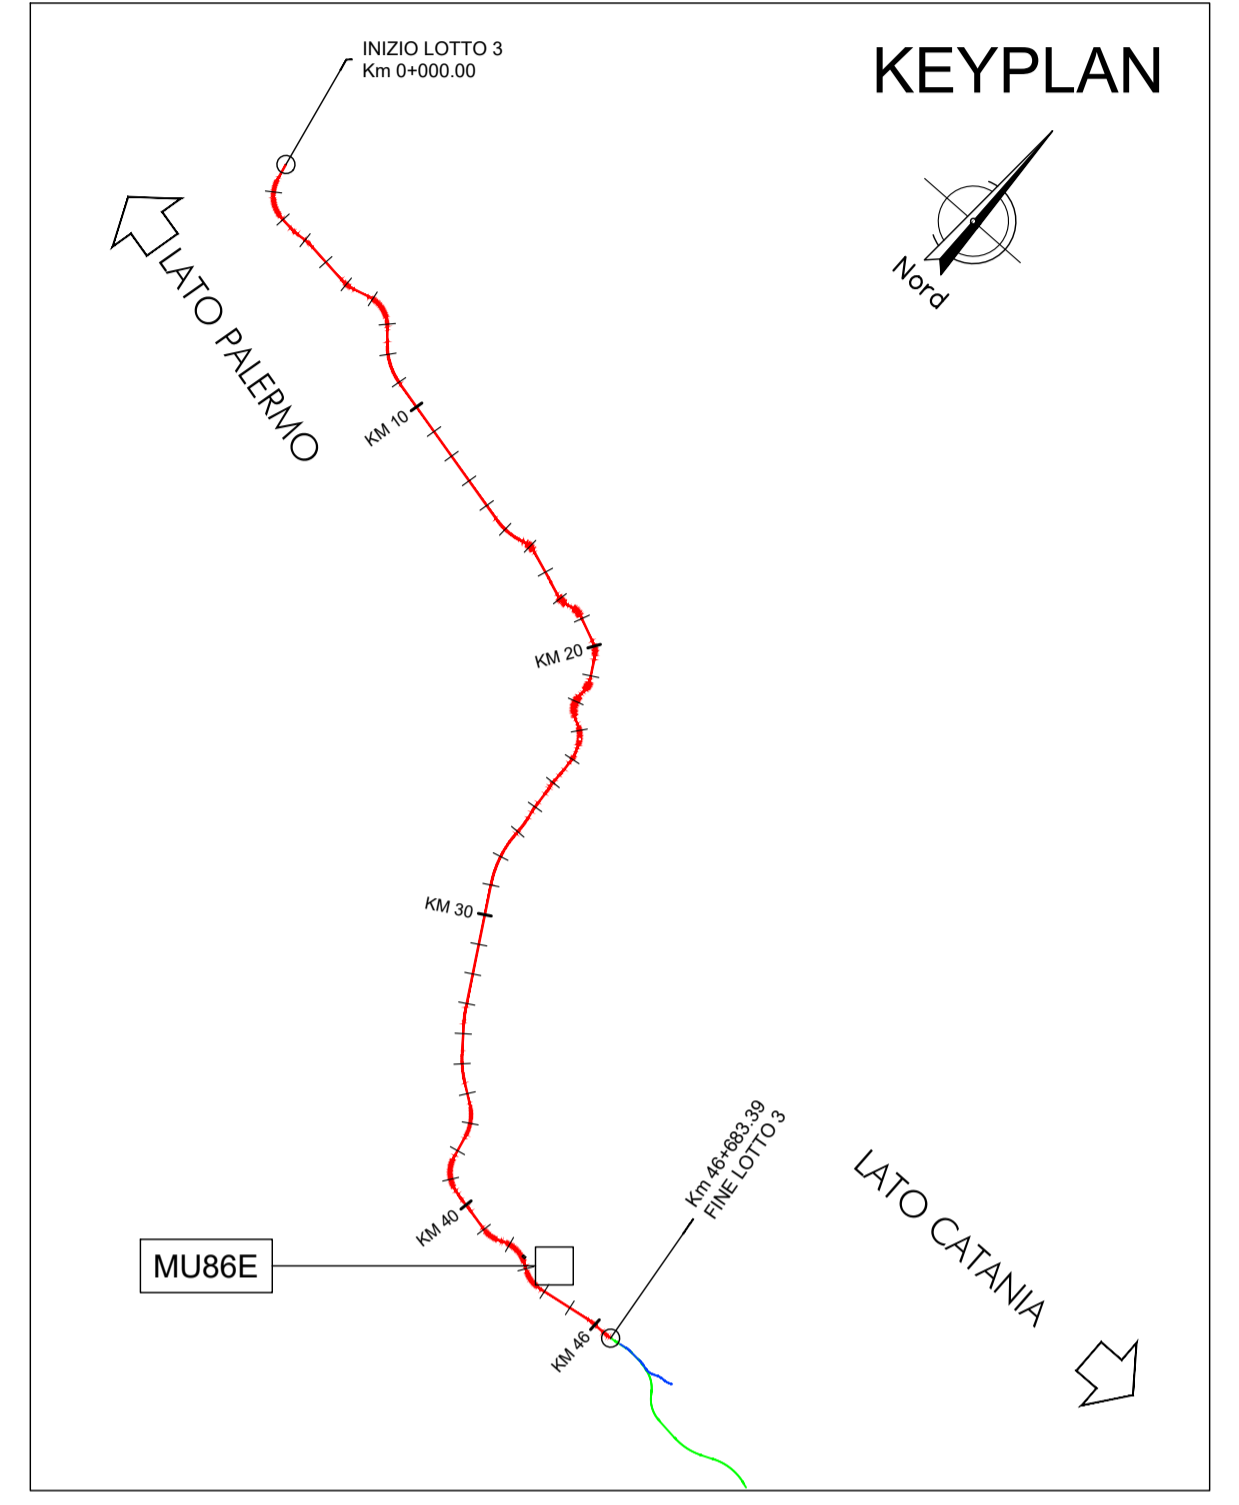 INIZIO LOTTO 3
Km 0+000.00
KEYPLAN
Nord
LATO PALERMO
KM 10
KM 20
KM 30
Km 46+683.39
FINE LOTTO 3
LATO CATANIA
KM 40
MU86E
KM 46